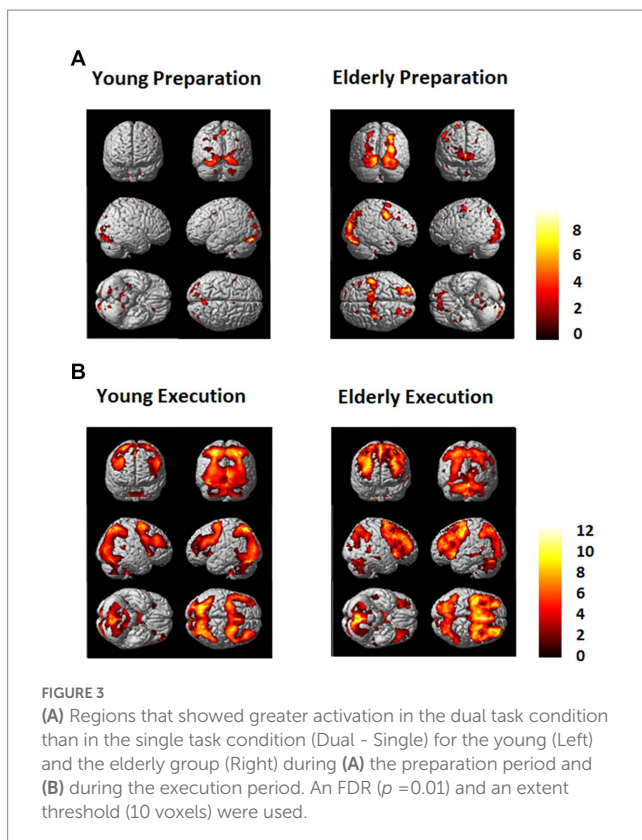 A
Young Preparation
Elderly Preparation
8
6
4
2
0
B
Young Execution
Elderly Execution
12
10
8
6
4
2
0
FIGURE 3
(A) Regions that showed greater activation in the dual task condition
than in the single task condition (Dual - Single) for the young (Left)
and the elderly group (Right) during (A) the preparation period and
(B) during the execution period. An FDR (p =0.01) and an extent
threshold (10 voxels) were used.